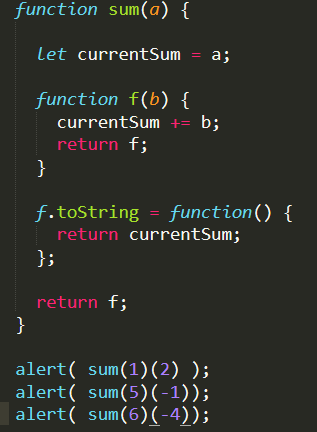 function sum(a) {
let currentSum = a;
function f(b) {
currentSum += b;
return f;
}
f.toString = function() {
return currentSum;
};
return f;
}
alert( sum(1)(2) );
alert( sum(5)(-1));
alert( sum(6)(-4));